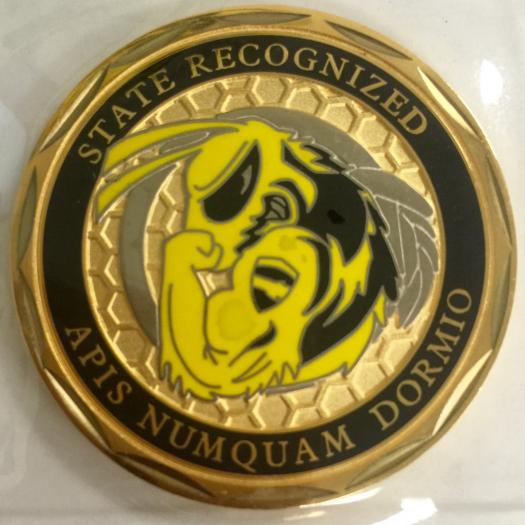 STATE RECOGNIZED
APIS NUMQUAM DORMIO